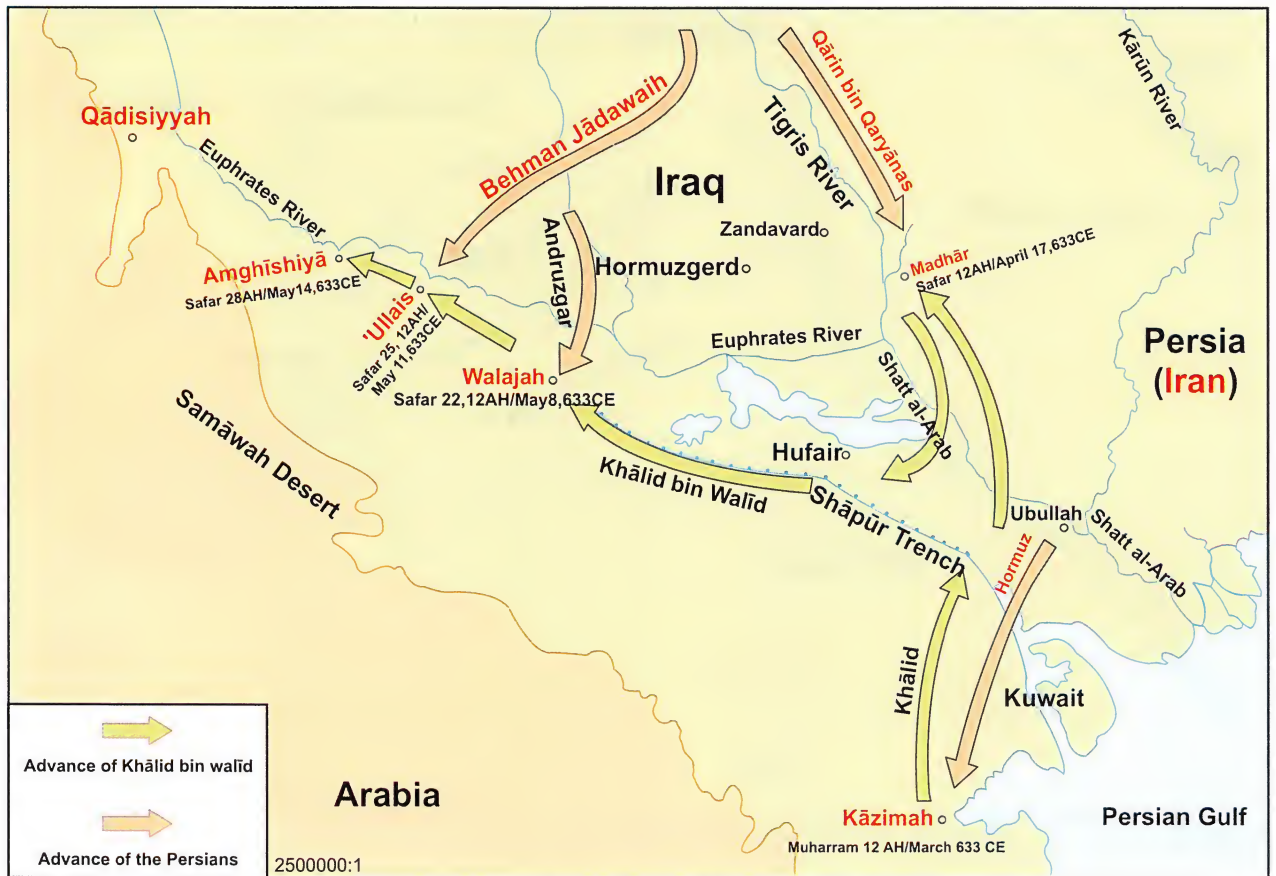 Qādisiyyah
Euphrates River
Behman Jādawaih
Qārin bin Qaryānas
Kārūn River
Tigris River
Iraq
Zandavard
Andruzgar
Hormuzgerd
Madhār
Safar 12AH/April 17,633CE
Amghīshiyā
Safar 28AH/May14,633CE
'Ullais
Safar 25, 12AH/
May 11,633CE
Euphrates River
Persia
(Iran)
Walajah
Safar 22,12AH/May8,633CE
Shatt al-Arab
Samāwah Desert
Hufair
Khālid bin Walīd
Shāpūr Trench
Ubullah
Shatt al-Arab
Hormuz
Khālid
Kuwait
Arabia
Kāzimah
Muharram 12 AH/March 633 CE
Persian Gulf
Advance of Khālid bin walīd
Advance of the Persians
2500000:1